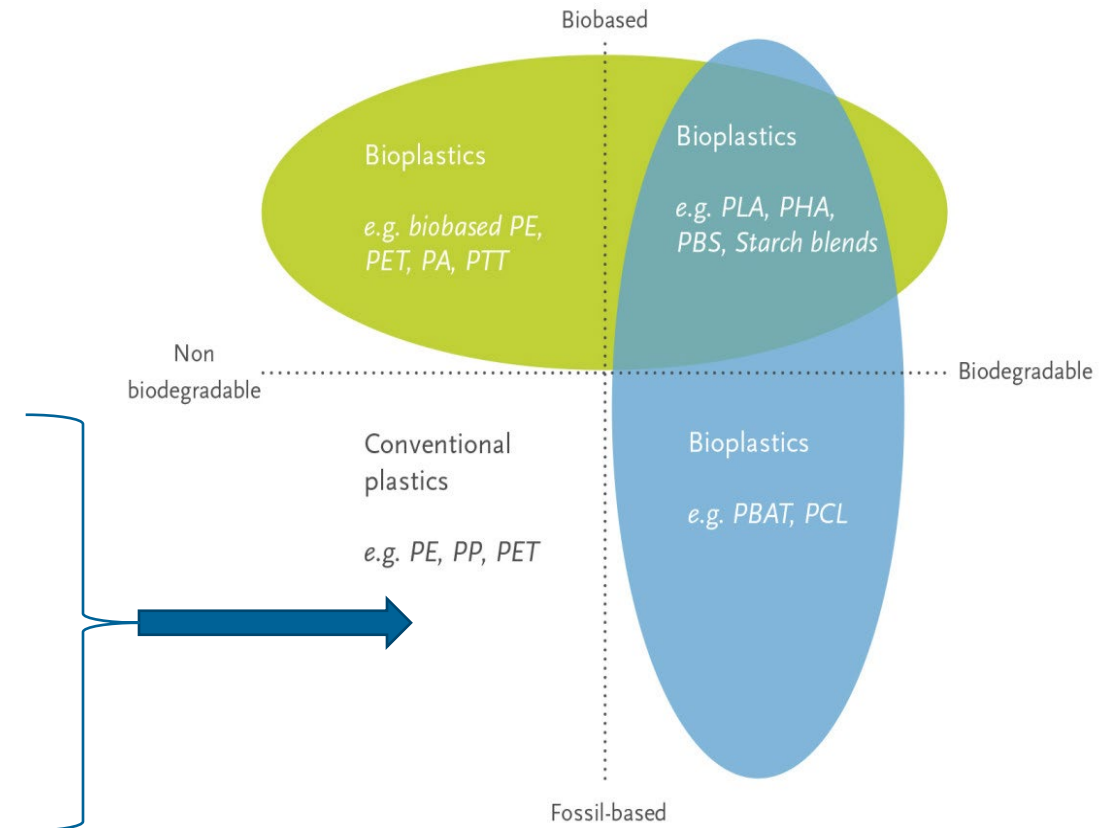 Biobased
Bioplastics
e.g. biobased PE,
PET, PA, PTT
Bioplastics
e.g. PLA, PHA,
PBS, Starch blends
Non
biodegradable
Biodegradable
Conventional
plastics
e.g. PE, PP, PET
Bioplastics
e.g. PBAT, PCL
Fossil-based